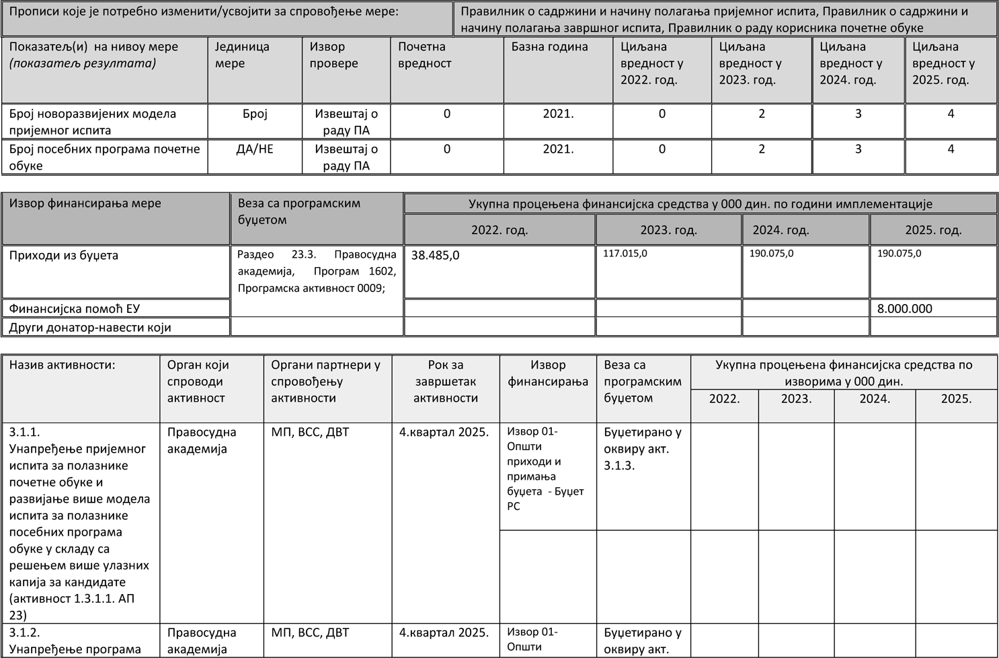 Прописи које је потребно изменити/усвојити за спровођење мере:
Правилник о садржини и начину полагања пријемног испита, Правилник о садржини и
начину полагања завршног испита, Правилник о раду корисника почетне обуке
Показатељ(и) на нивоу мере
(показатељ резултата)
Јединица
мере
Извор
провере
Почетна
вредност
Базна година
Циљана
вредност у
2022. год.
Циљана
вредност у
2023. год.
Циљана
вредност у
2024. год.
Циљана
вредност у
2025. год.
Број новоразвијених модела
пријемног испита
Број
Извештај о
раду ПА
0
2021.
0
2
3
4
Број посебних програма почетне
обуке
ДА/НЕ
Извештај о
раду ПА
0
2021.
0
2
3
4
Извор финансирања мере
Веза са програмским
буџетом
Укупна процењена финансијска средства у 000 дин. по години имплементације
2022. год.
2023. год.
2024. год.
2025. год.
Приходи из буџета
Раздео 23.3. Правосудна
академија, Програм 1602,
Програмска активност 0009;
38.485,0
117.015,0
190.075,0
190.075,0
Финансијска помоћ ЕУ
8.000.000
Други донатор-навести који
Назив активности:
Орган који
спроводи
активност
Органи партнери у
спровођењу
активности
Рок за
завршетак
активности
Извор
финансирања
Веза са
програмским
буџетом
Укупна процењена финансијска средства по
изворима у 000 дин.
2022.
2023.
2024.
2025.
3.1.1.
Унапређење пријемног
испита за полазнике
почетне обуке и
развијање више модела
испита за полазнике
посебних програма
обуке у складу са
решењем више улазних
капија за кандидате
(активност 1.3.1.1. АП
23)
Правосудна
академија
МП, ВСС, ДВТ
4.квартал 2025.
Извор 01-
Општи
приходи и
примања
буџета - Буџет
РС
Буџетирано у
оквиру акт.
3.1.3.
3.1.2.
Унапређење програма
Правосудна
академија
МП, ВСС, ДВТ
4.квартал 2025.
Извор 01-
Општи
Буџетирано у
оквиру акт.